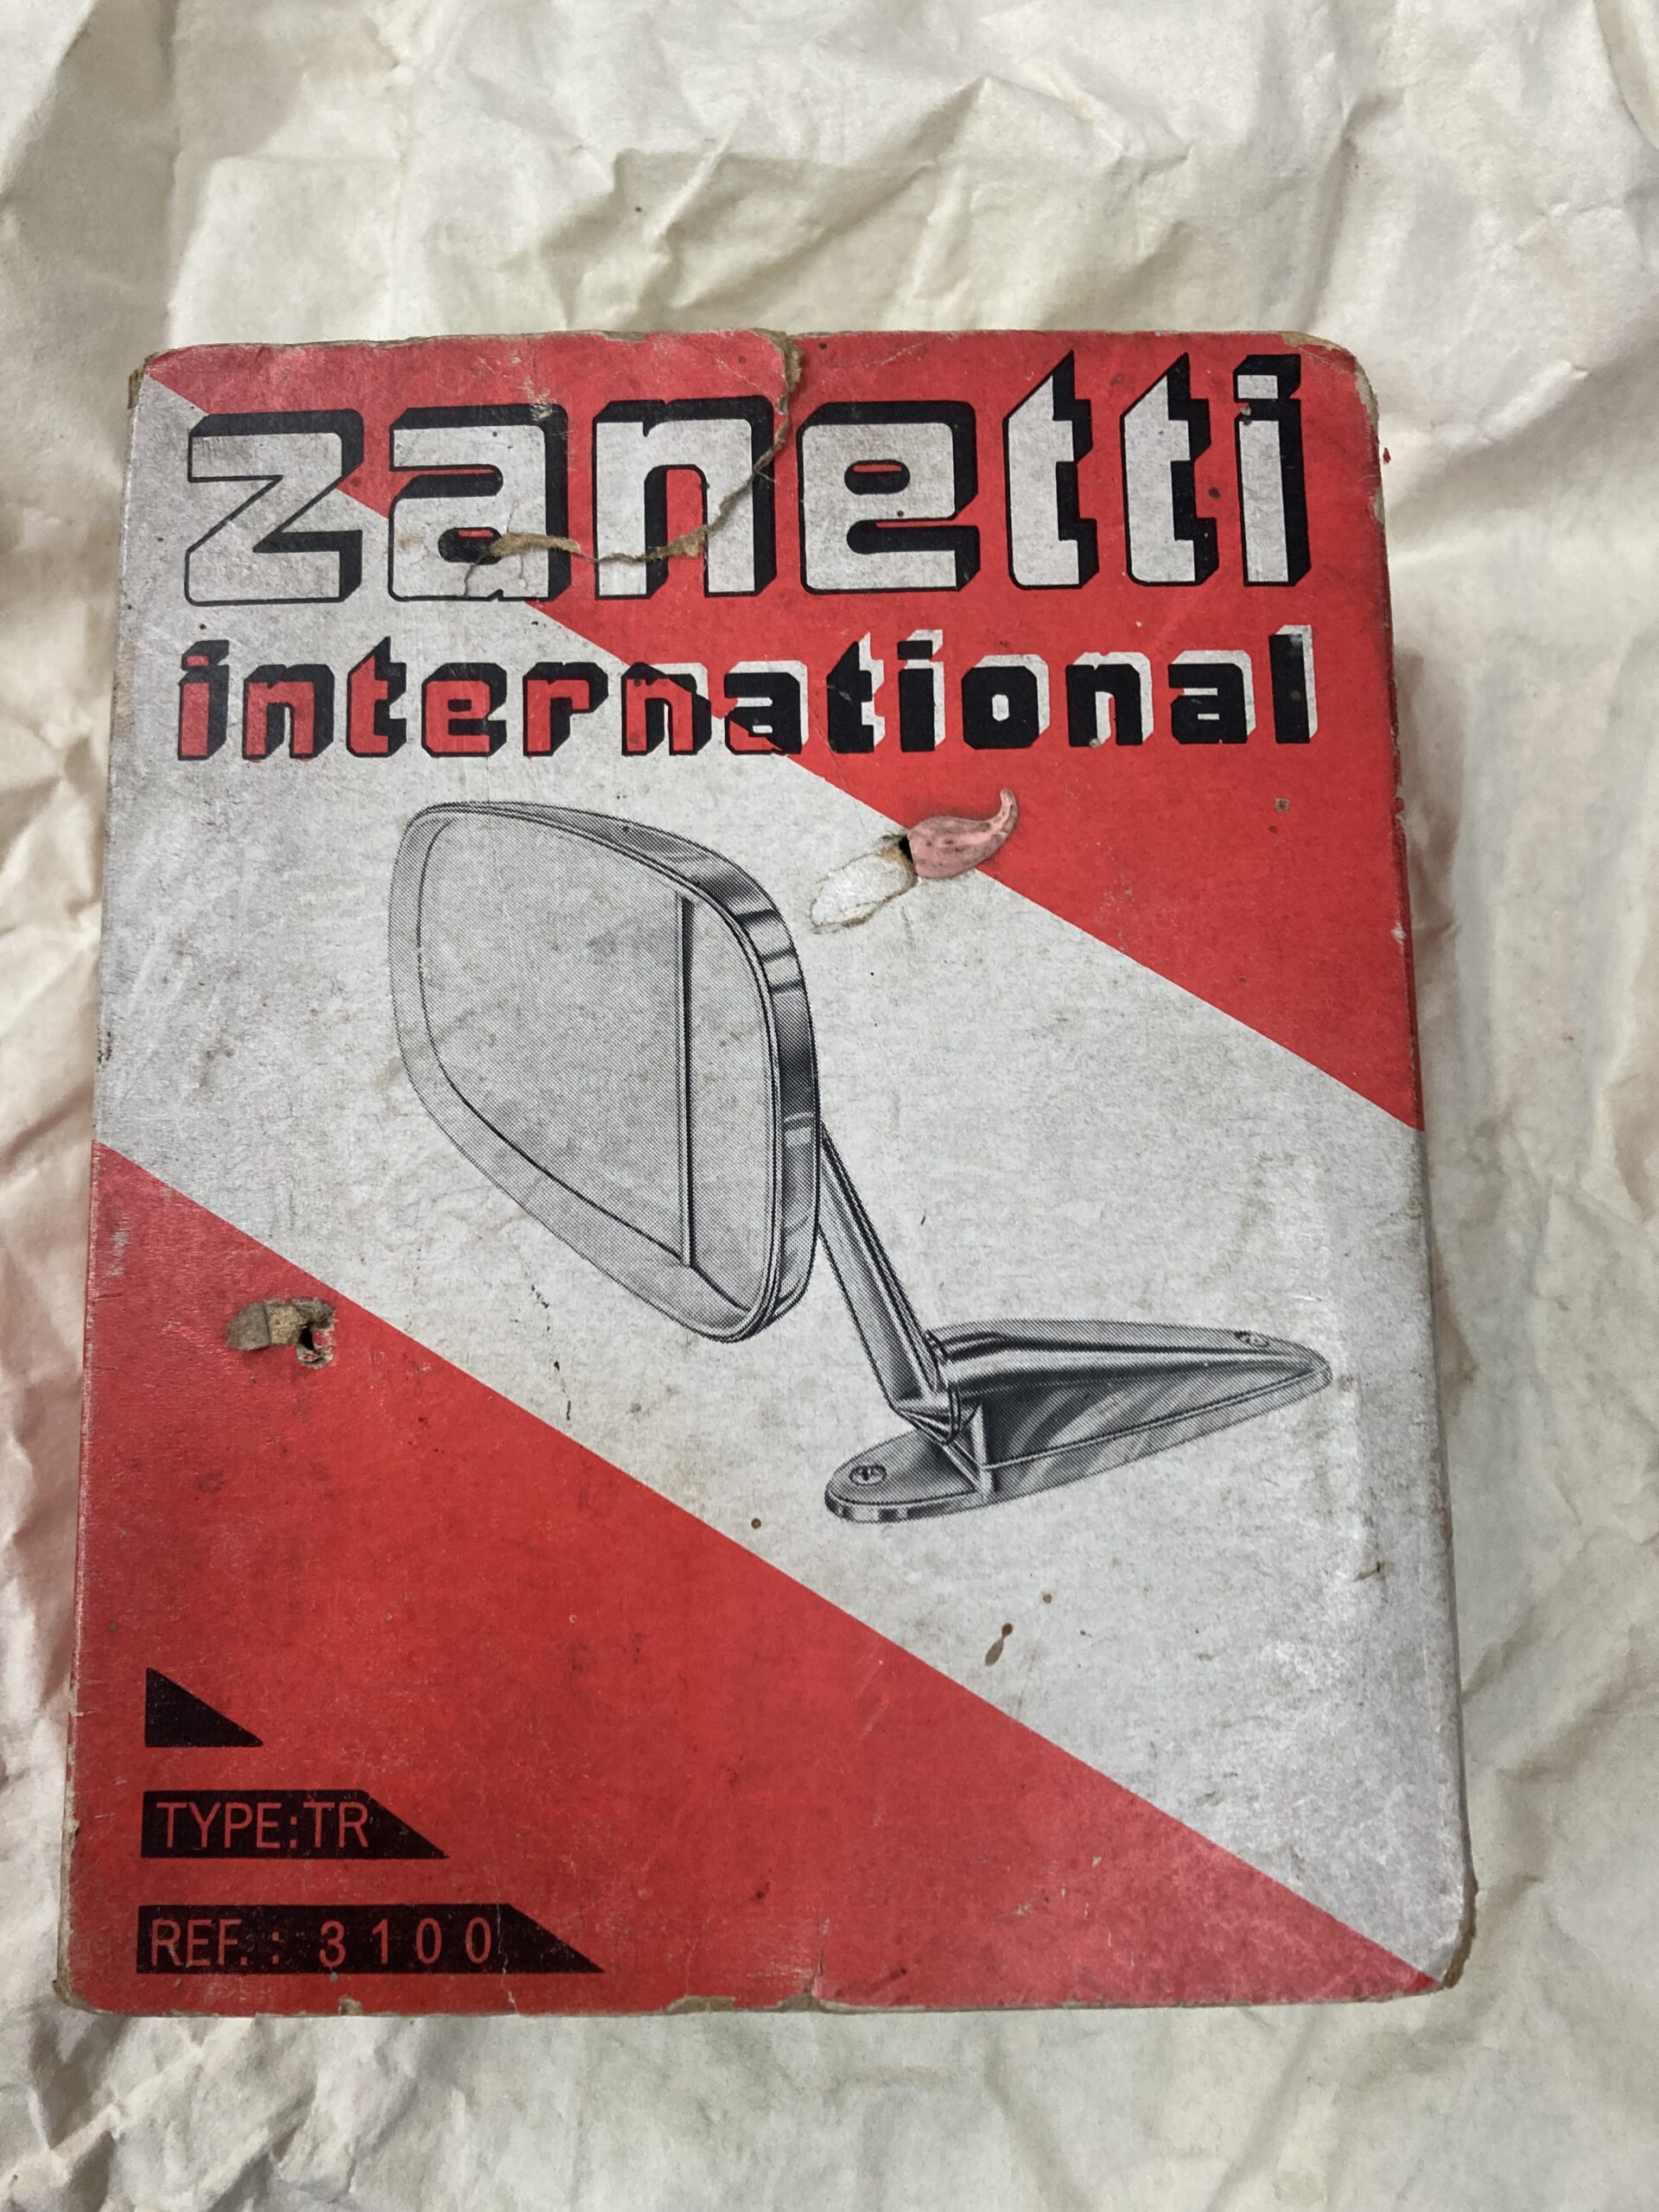 zanetti
international
TYPE:TR
REF.: 3100